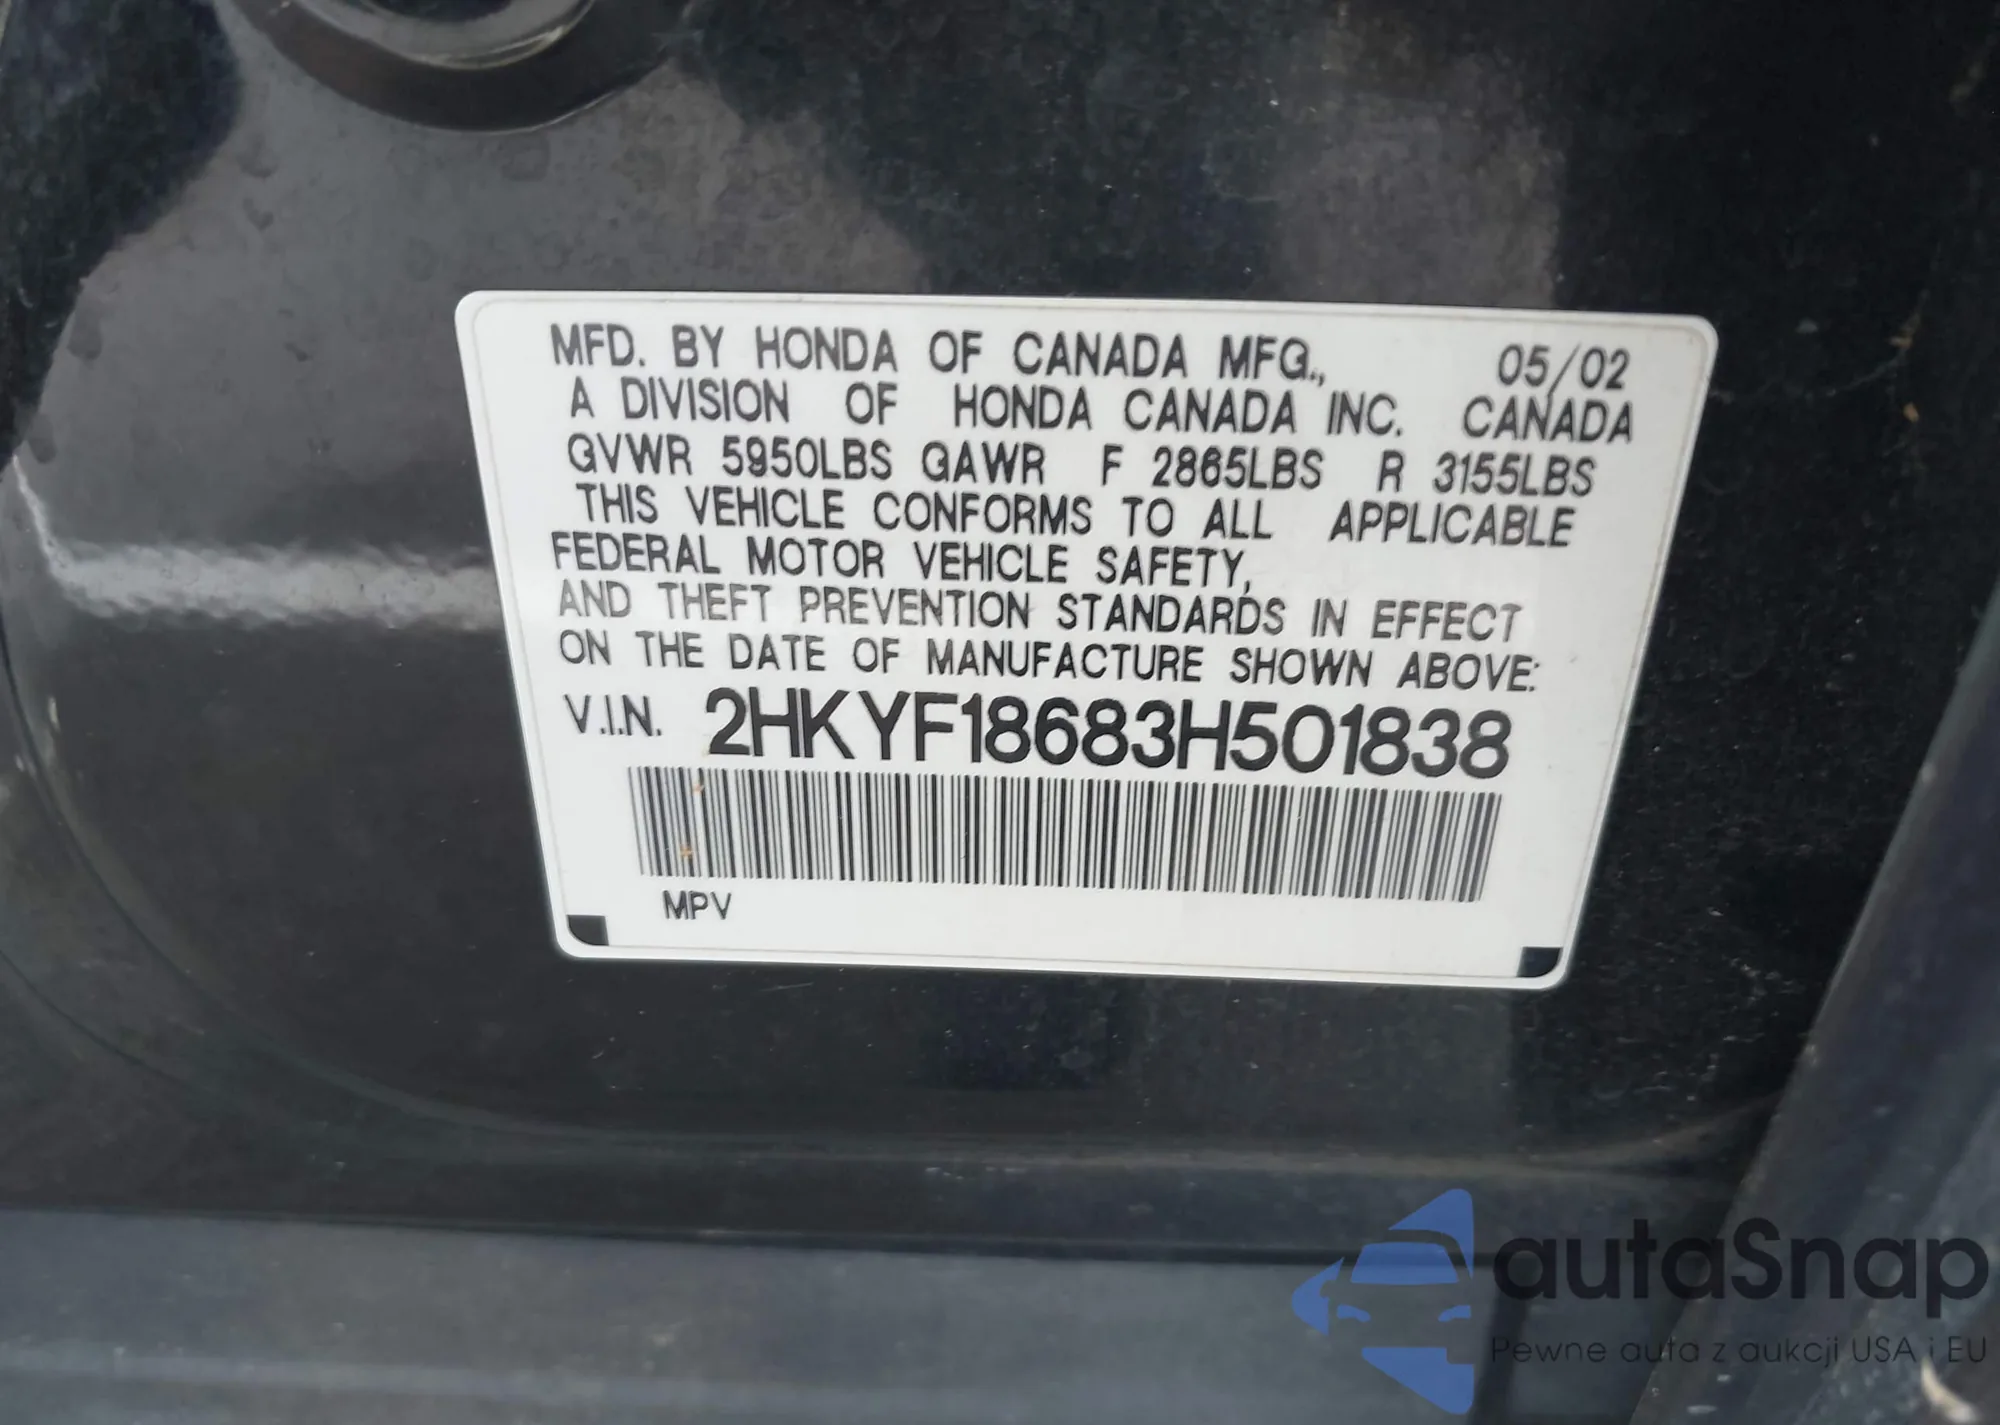 MFD. BY HONDA OF CANADA MFG., 05/02
A DIVISION OF HONDA CANADA INC. CANADA
GVWR 5950LBS GAWR F 2865LBS R 3155LBS
THIS VEHICLE CONFORMS TO ALL APPLICABLE
FEDERAL MOTOR VEHICLE SAFETY,
AND THEFT PREVENTION STANDARDS IN EFFECT
ON THE DATE OF MANUFACTURE SHOWN ABOVE:
V.I.N. 2HKYF18683H501838
MPV
autaSnap
Pewne auta z aukcji USA i EU